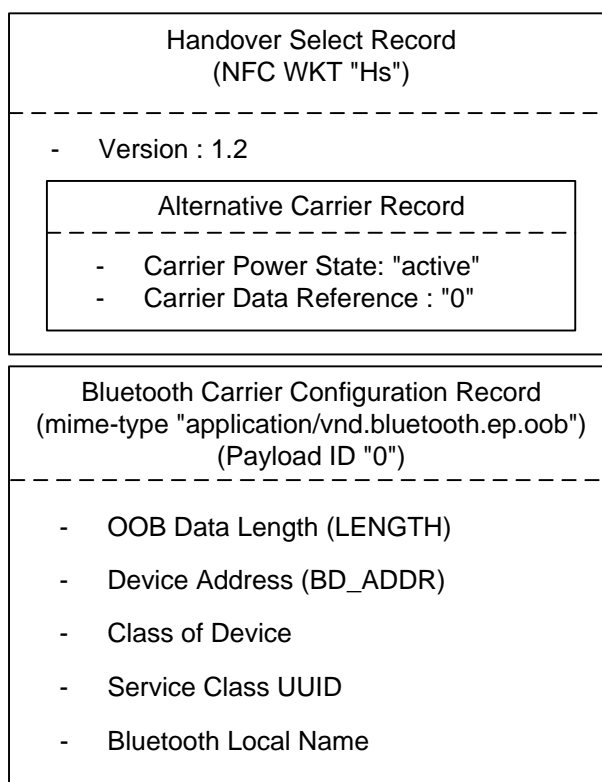 Handover Select Record
(NFC WKT "Hs")
- Version : 1.2
Alternative Carrier Record
- Carrier Power State: "active"
- Carrier Data Reference : "0"
Bluetooth Carrier Configuration Record
(mime-type "application/vnd.bluetooth.ep.oob")
(Payload ID "0")
- OOB Data Length (LENGTH)
- Device Address (BD_ADDR)
- Class of Device
- Service Class UUID
- Bluetooth Local Name